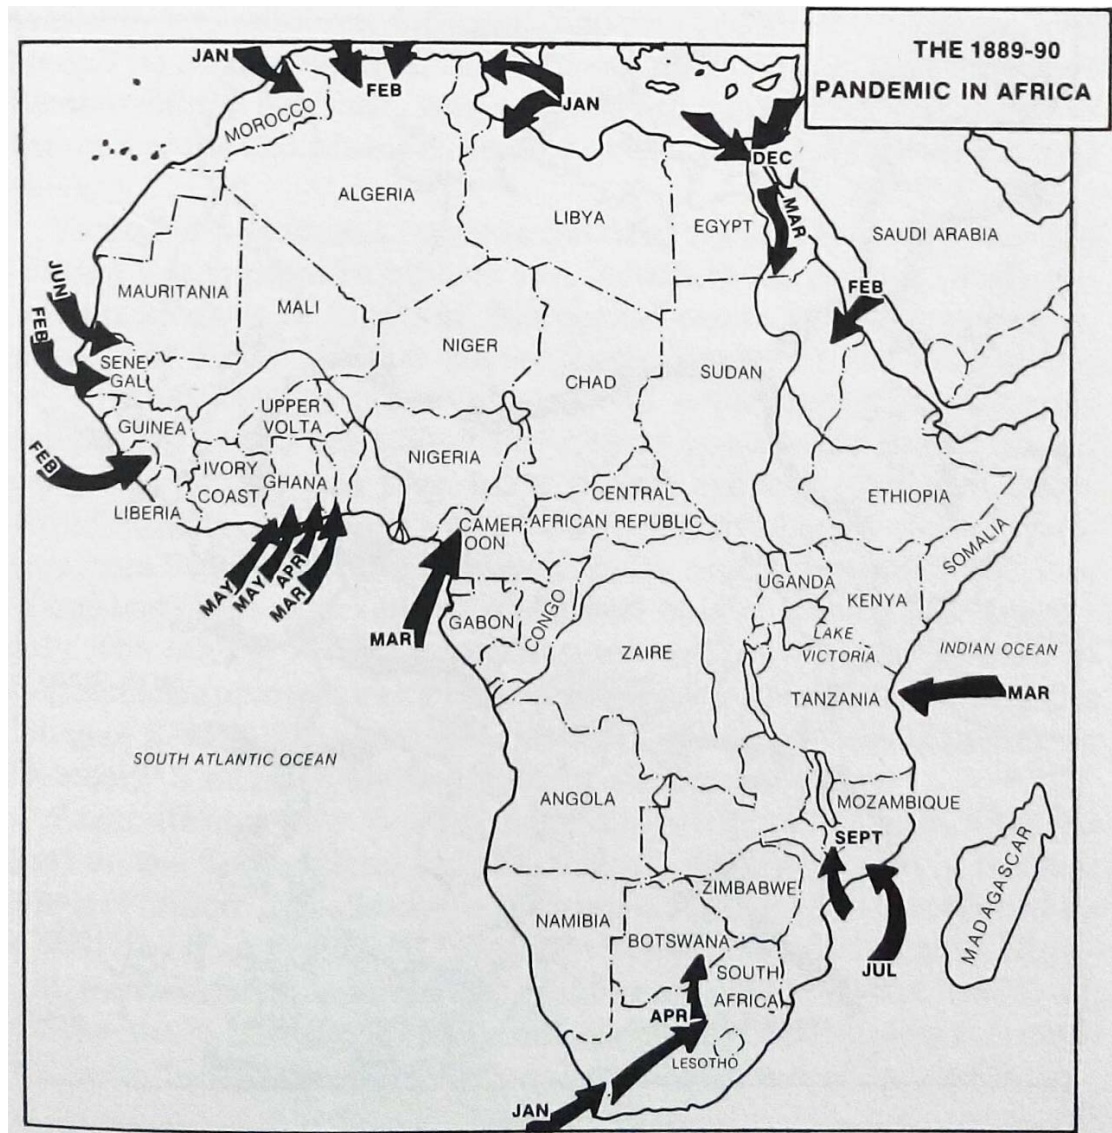 THE 1889-90
PANDEMIC IN AFRICA
JAN
FEB
JAN
DEC
MOROCCO
ALGERIA
LIBYA
EGYPT
MAR
SAUDI ARABIA
JUN
FEB
MAURITANIA
MALI
NIGER
CHAD
SUDAN
FEB
SENE
GAL
GUINEA
UPPER
VOLTA
FEB
IVORY
COAST
GHANA
NIGERIA
LIBERIA
CAMER
OON
CENTRAL
AFRICAN REPUBLIC
ETHIOPIA
SOMALIA
MAY
MAY
APR
MAR
MAR
GABON
CONGO
ZAIRE
UGANDA
KENYA
LAKE
VICTORIA
INDIAN OCEAN
TANZANIA
MAR
SOUTH ATLANTIC OCEAN
ANGOLA
MOZAMBIQUE
SEPT
ZIMBABWE
MADAGASCAR
NAMIBIA
BOTSWANA
SOUTH
AFRICA
JUL
APR
LESOTHO
JAN